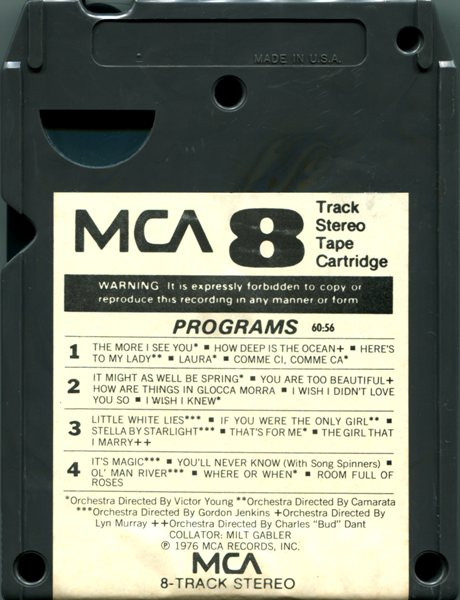 MADE IN U.S.A.
MCA 8 Track
Stereo
Tape
Cartridge
WARNING It is expressly forbidden to copy or
reproduce this recording in any manner or form
PROGRAMS 60:56
1 THE MORE I SEE YOU* ■ HOW DEEP IS THE OCEAN+ ■ HERE'S
TO MY LADY** ■ LAURA* ■ COMME CI, COMME CA*
2 IT MIGHT AS WELL BE SPRING* ■ YOU ARE TOO BEAUTIFUL+
HOW ARE THINGS IN GLOCCA MORRA ■ I WISH I DIDN'T LOVE
YOU SO ■ I WISH I KNEW*
3 LITTLE WHITE LIES*** ■ IF YOU WERE THE ONLY GIRL** ■
STELLA BY STARLIGHT*** ■ THAT'S FOR ME* ■ THE GIRL THAT
I MARRY++
4 IT'S MAGIC*** ■ YOU'LL NEVER KNOW (With Song Spinners) ■
OL' MAN RIVER*** ■ WHERE OR WHEN* ■ ROOM FULL OF
ROSES
*Orchestra Directed By Victor Young **Orchestra Directed By Camarata
***Orchestra Directed By Gordon Jenkins +Orchestra Directed By
Lyn Murray ++Orchestra Directed By Charles "Bud" Dant
COLLATOR: MILT GABLER
℗ 1976 MCA RECORDS, INC.
MCA
8-TRACK STEREO